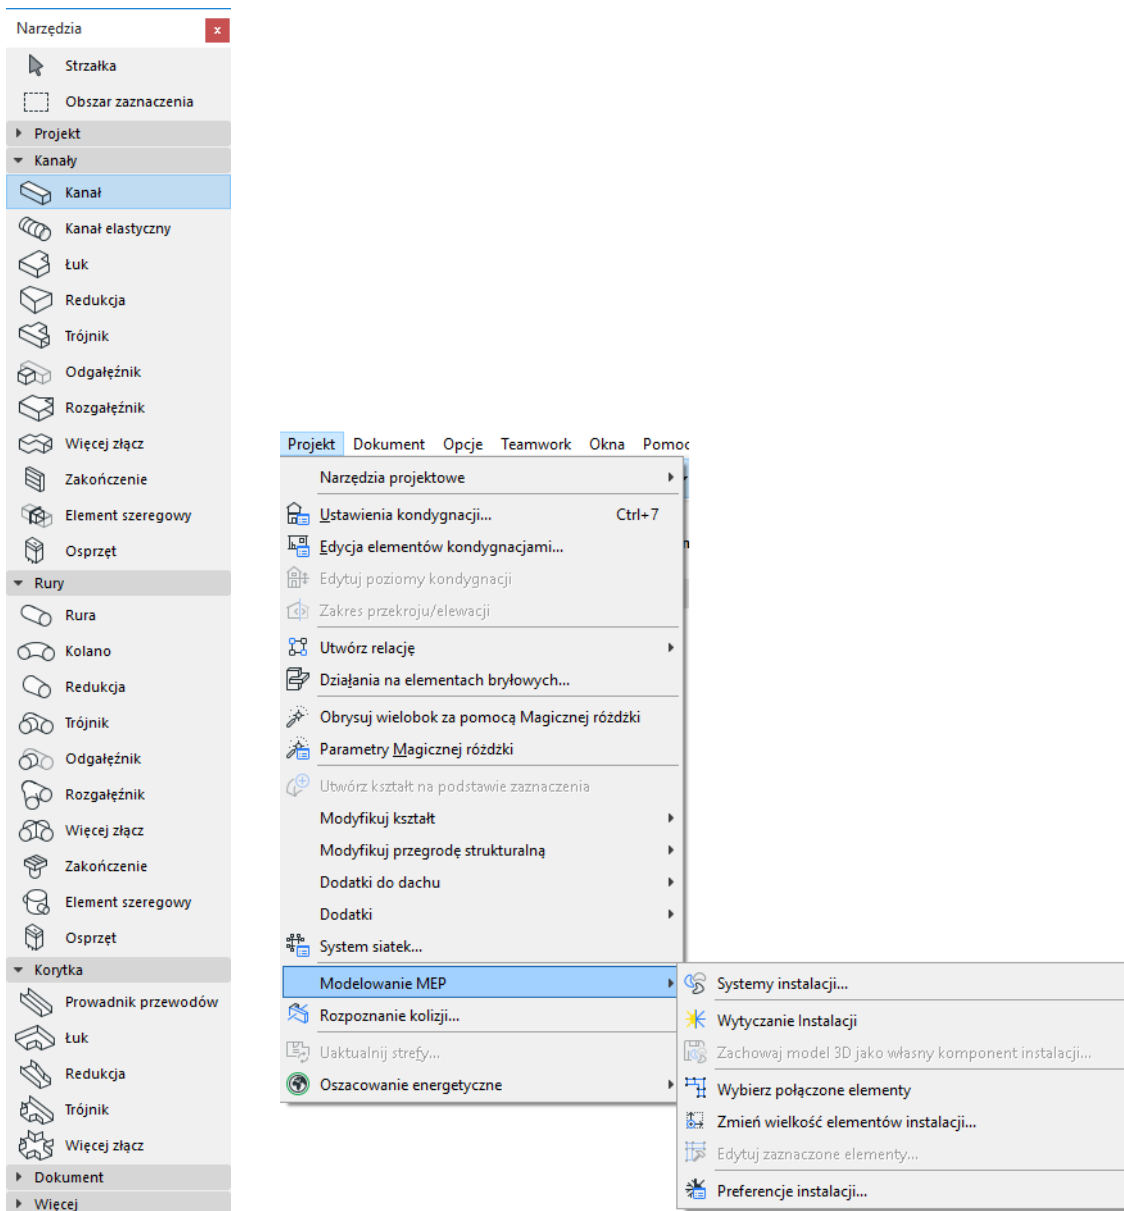 Narzędzia
x
Strzałka
Obszar zaznaczenia
Projekt
Kanały
Kanał
Kanał elastyczny
Łuk
Redukcja
Trójnik
Odgałęźnik
Rozgałęźnik
Więcej złącz
Zakończenie
Element szeregowy
Osprzęt
Rury
Rura
Kolano
Redukcja
Trójnik
Odgałęźnik
Rozgałęźnik
Więcej złącz
Zakończenie
Element szeregowy
Osprzęt
Korytka
Prowadnik przewodów
Łuk
Redukcja
Trójnik
Więcej złącz
Dokument
Więcej
Projekt Dokument Opcje Teamwork Okna Pomoc
Narzędzia projektowe
Ustawienia kondygnacji... Ctrl+7
Edycja elementów kondygnacjami...
Edytuj poziomy kondygnacji
Zakres przekroju/elewacji
Utwórz relację
Działania na elementach bryłowych...
Obrysuj wielobok za pomocą Magicznej różdżki
Parametry Magicznej różdżki
Utwórz kształt na podstawie zaznaczenia
Modyfikuj kształt
Modyfikuj przegrodę strukturalną
Dodatki do dachu
Dodatki
System siatek...
Modelowanie MEP
Rozpoznanie kolizji...
Uaktualnij strefy...
Oszacowanie energetyczne
Systemy instalacji...
Wytyczanie Instalacji
Zachowaj model 3D jako własny komponent instalacji...
Wybierz połączone elementy
Zmień wielkość elementów instalacji...
Edytuj zaznaczone elementy...
Preferencje instalacji...